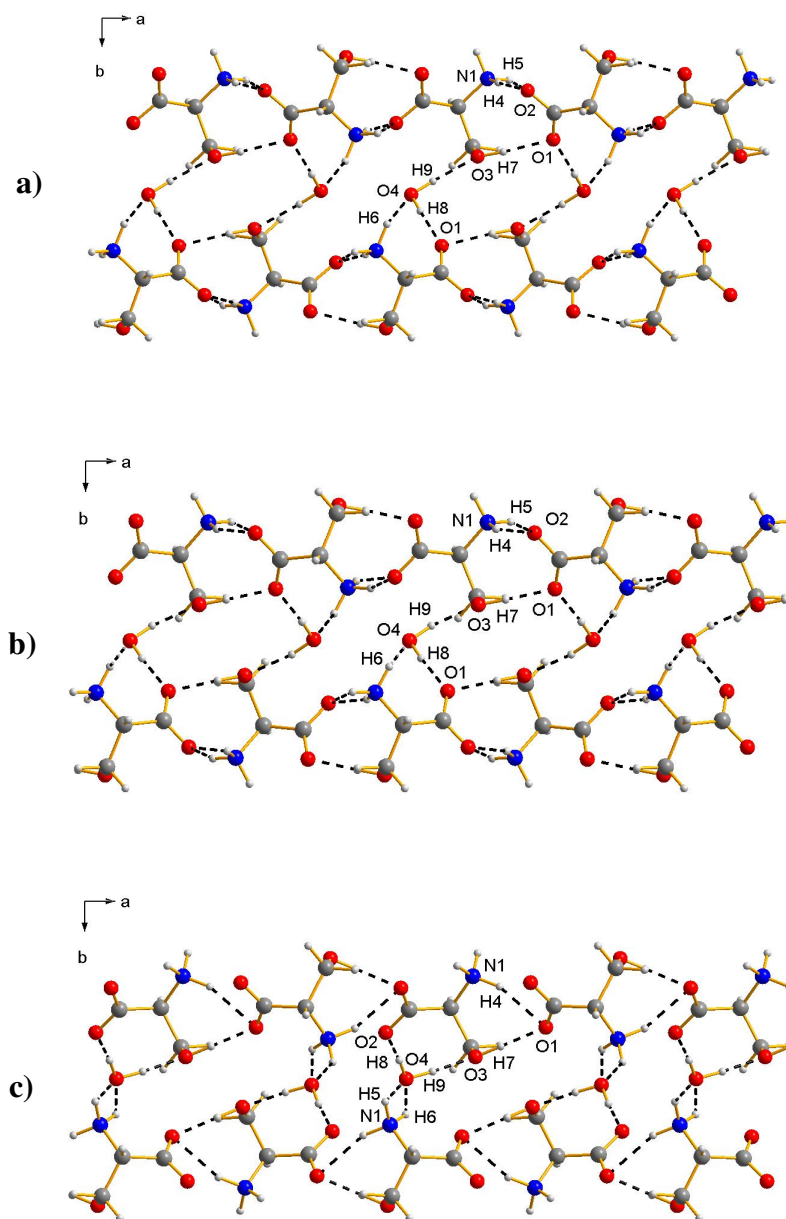 a
b
N1 H5
H4 O2
a)
H9 H7 O1
O4 O3
H6 H8 O1
a
b
N1 H5 O2
H4
b)
H9 H7 O1
O4 O3
H6 H8 O1
a
b
N1
H4
O2 O1
H8 O4 H7
H9 O3
c)
H5
N1 H6